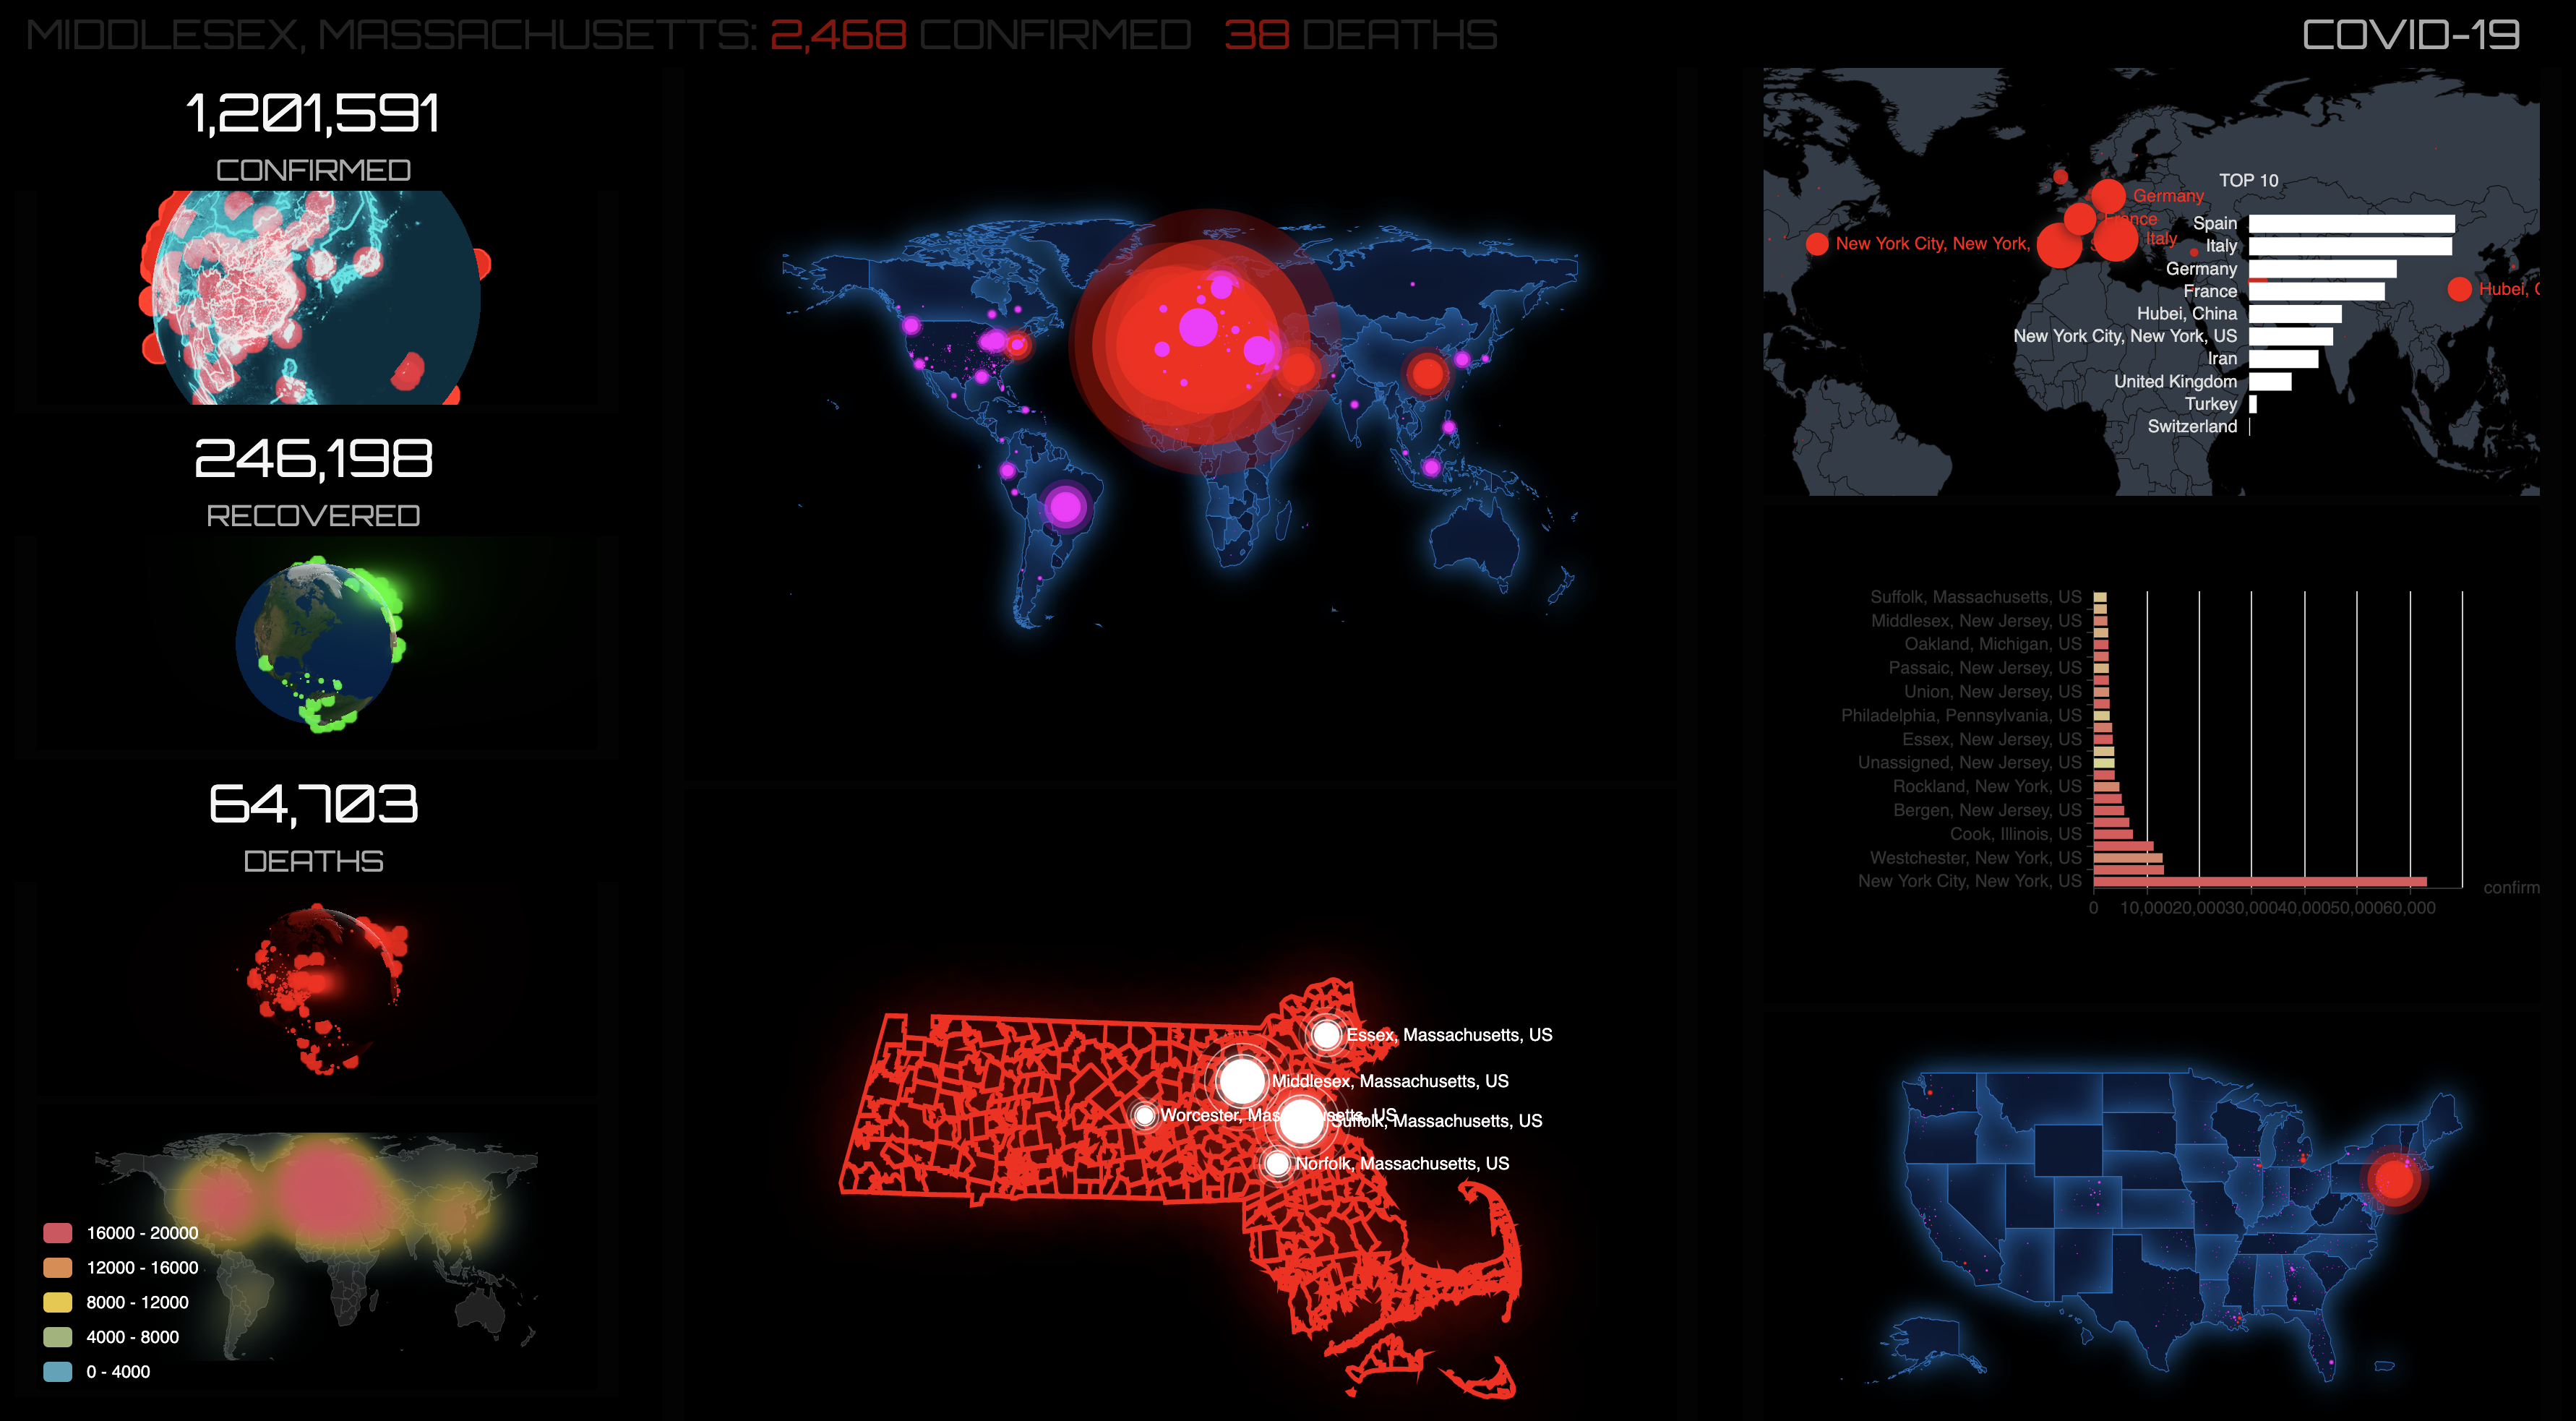 MIDDLESEX, MASSACHUSETTS: 2,468 CONFIRMED 38 DEATHS
COVID-19
1,201,591
CONFIRMED
246,198
RECOVERED
64,703
DEATHS
16000 - 20000
12000 - 16000
8000 - 12000
4000 - 8000
0 - 4000
Essex, Massachusetts, US
Middlesex, Massachusetts, US
Worcester, Massachusetts, US
Suffolk, Massachusetts, US
Norfolk, Massachusetts, US
Germany
France
Italy
New York City, New York,
Hubei,
TOP 10
Spain
Italy
Germany
France
Hubei, China
New York City, New York, US
Iran
United Kingdom
Turkey
Switzerland
Suffolk, Massachusetts, US
Middlesex, New Jersey, US
Oakland, Michigan, US
Passaic, New Jersey, US
Union, New Jersey, US
Philadelphia, Pennsylvania, US
Essex, New Jersey, US
Unassigned, New Jersey, US
Rockland, New York, US
Bergen, New Jersey, US
Cook, Illinois, US
Westchester, New York, US
New York City, New York, US
confirm
0 10,000 20,000 30,000 40,000 50,000 60,000